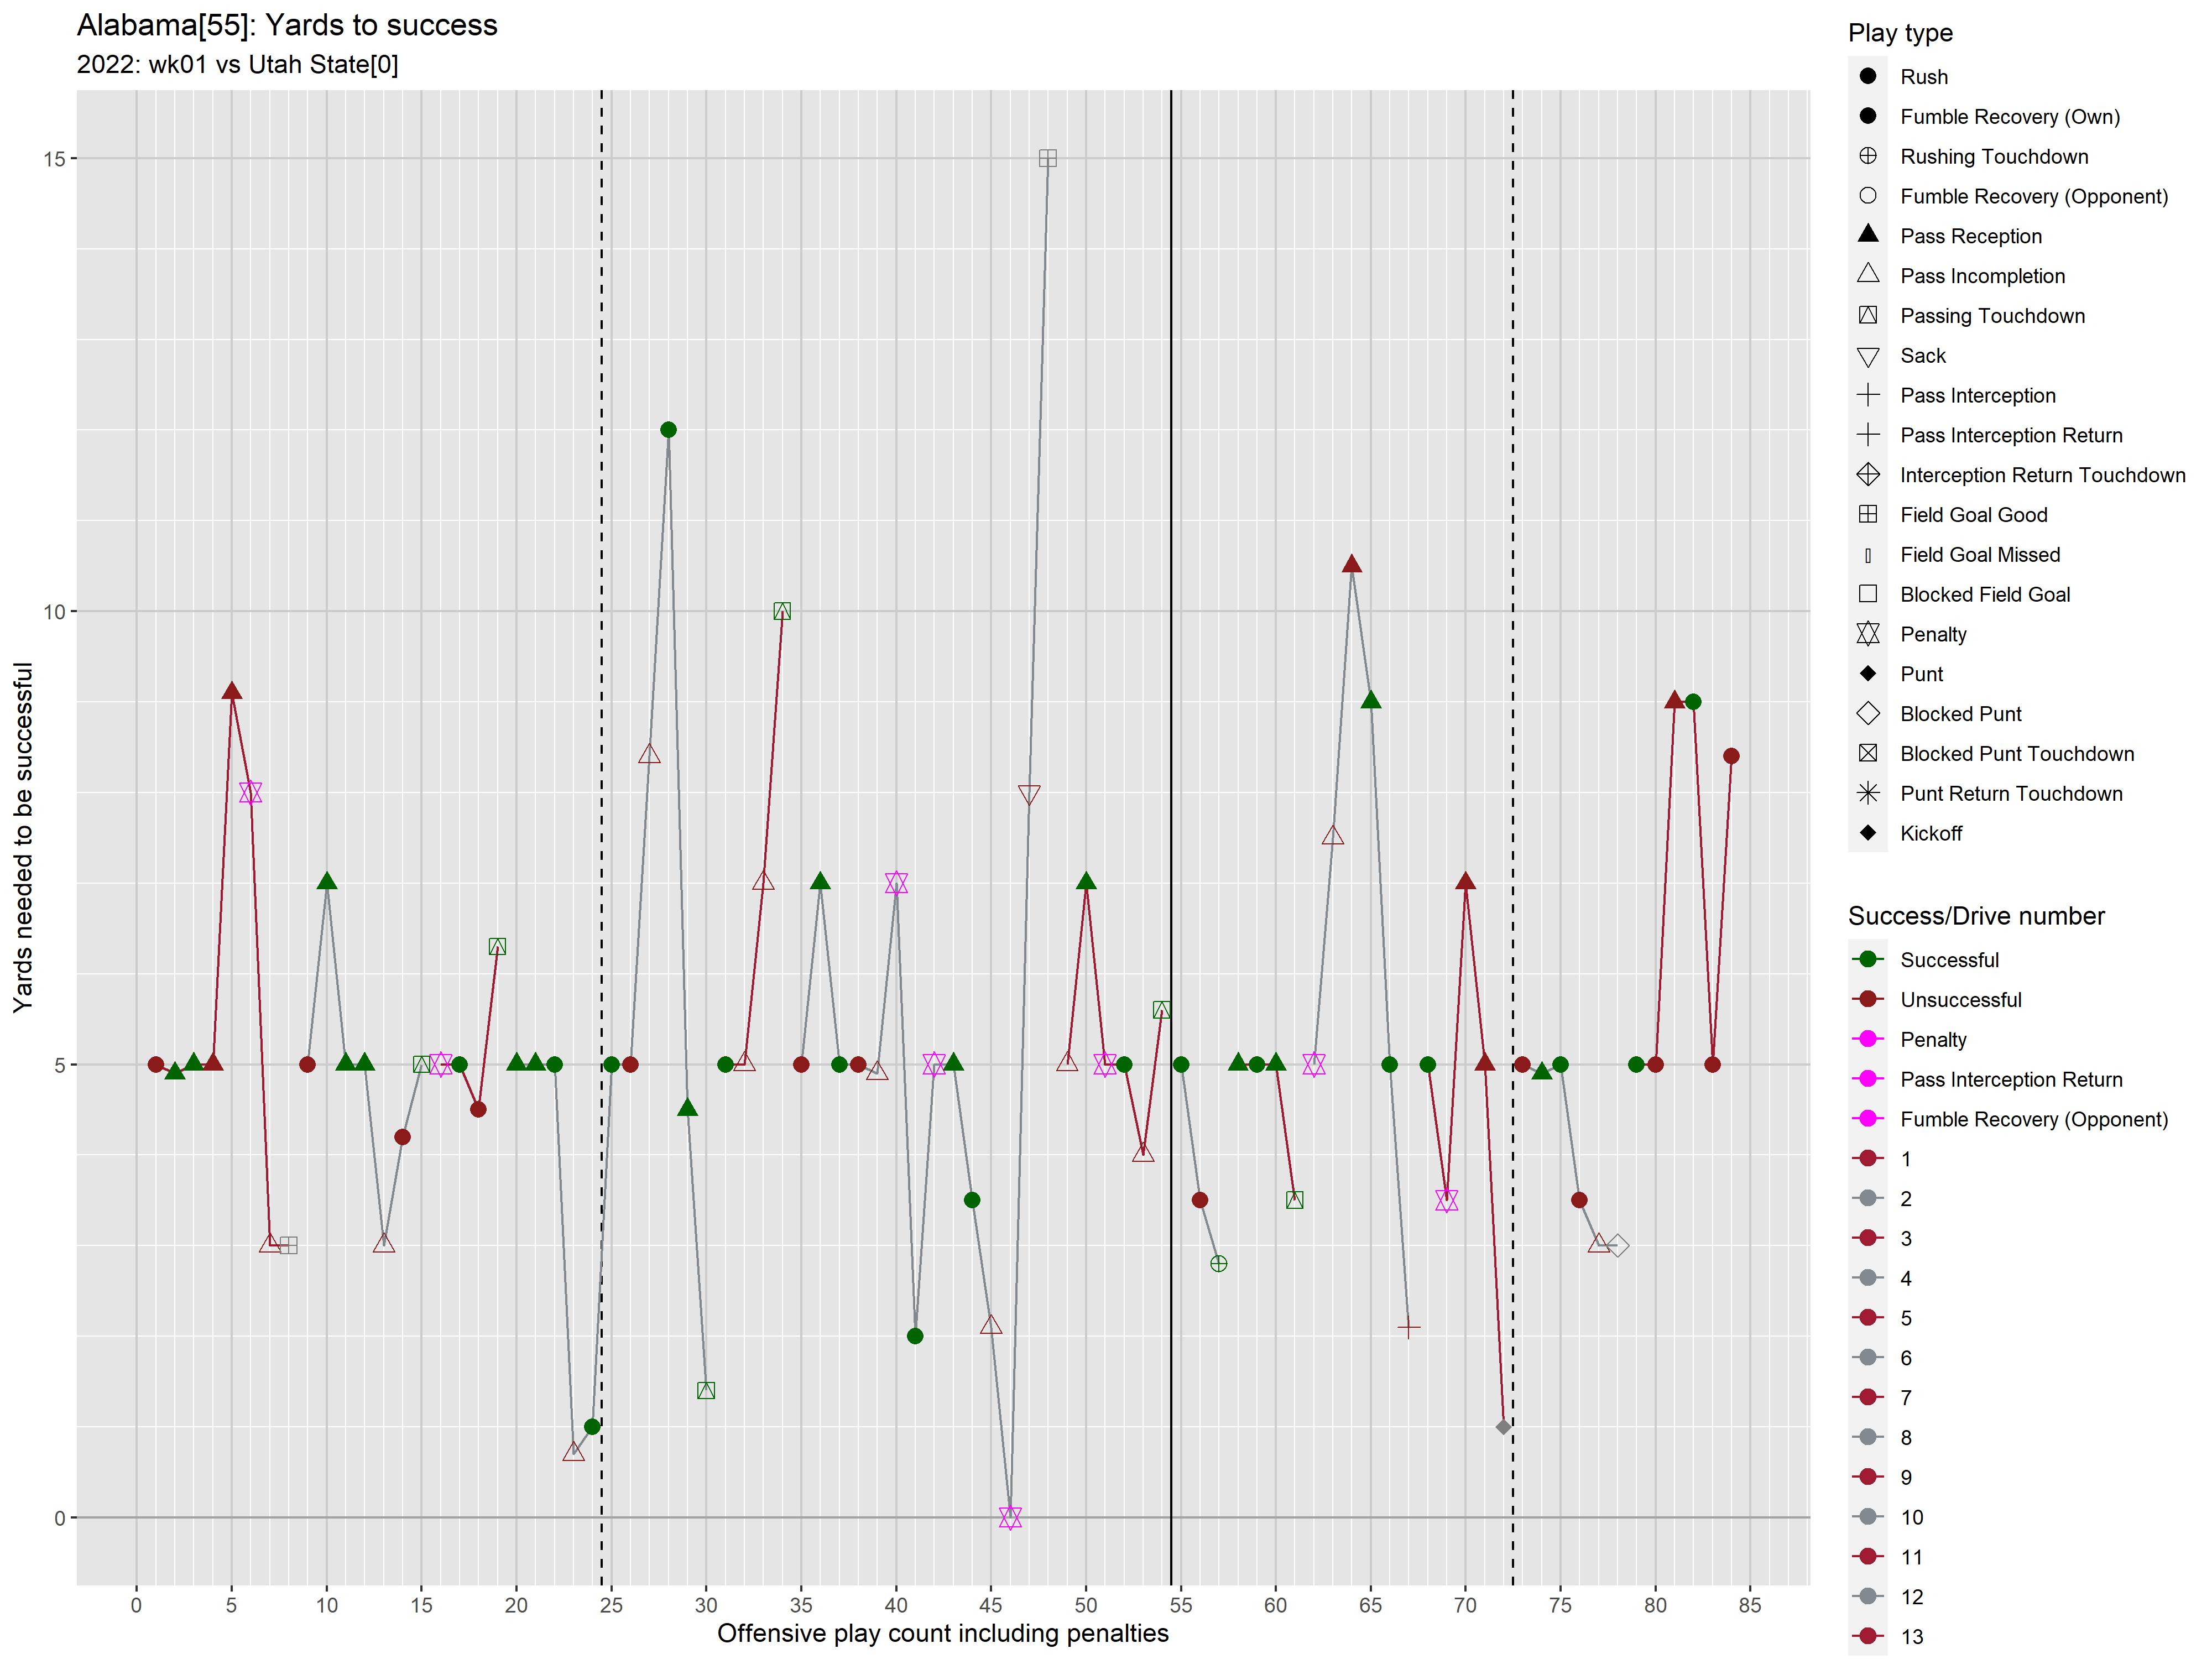 Alabama[55]: Yards to success
2022: wk01 vs Utah State[0]
Yards needed to be successful
15
10
5
0
0 5 10 15 20 25 30 35 40 45 50 55 60 65 70 75 80 85
Offensive play count including penalties
Play type
Rush
Fumble Recovery (Own)
Rushing Touchdown
Fumble Recovery (Opponent)
Pass Reception
Pass Incompletion
Passing Touchdown
Sack
Pass Interception
Pass Interception Return
Interception Return Touchdown
Field Goal Good
Field Goal Missed
Blocked Field Goal
Penalty
Punt
Blocked Punt
Blocked Punt Touchdown
Punt Return Touchdown
Kickoff
Success/Drive number
Successful
Unsuccessful
Penalty
Pass Interception Return
Fumble Recovery (Opponent)
1
2
3
4
5
6
7
8
9
10
11
12
13